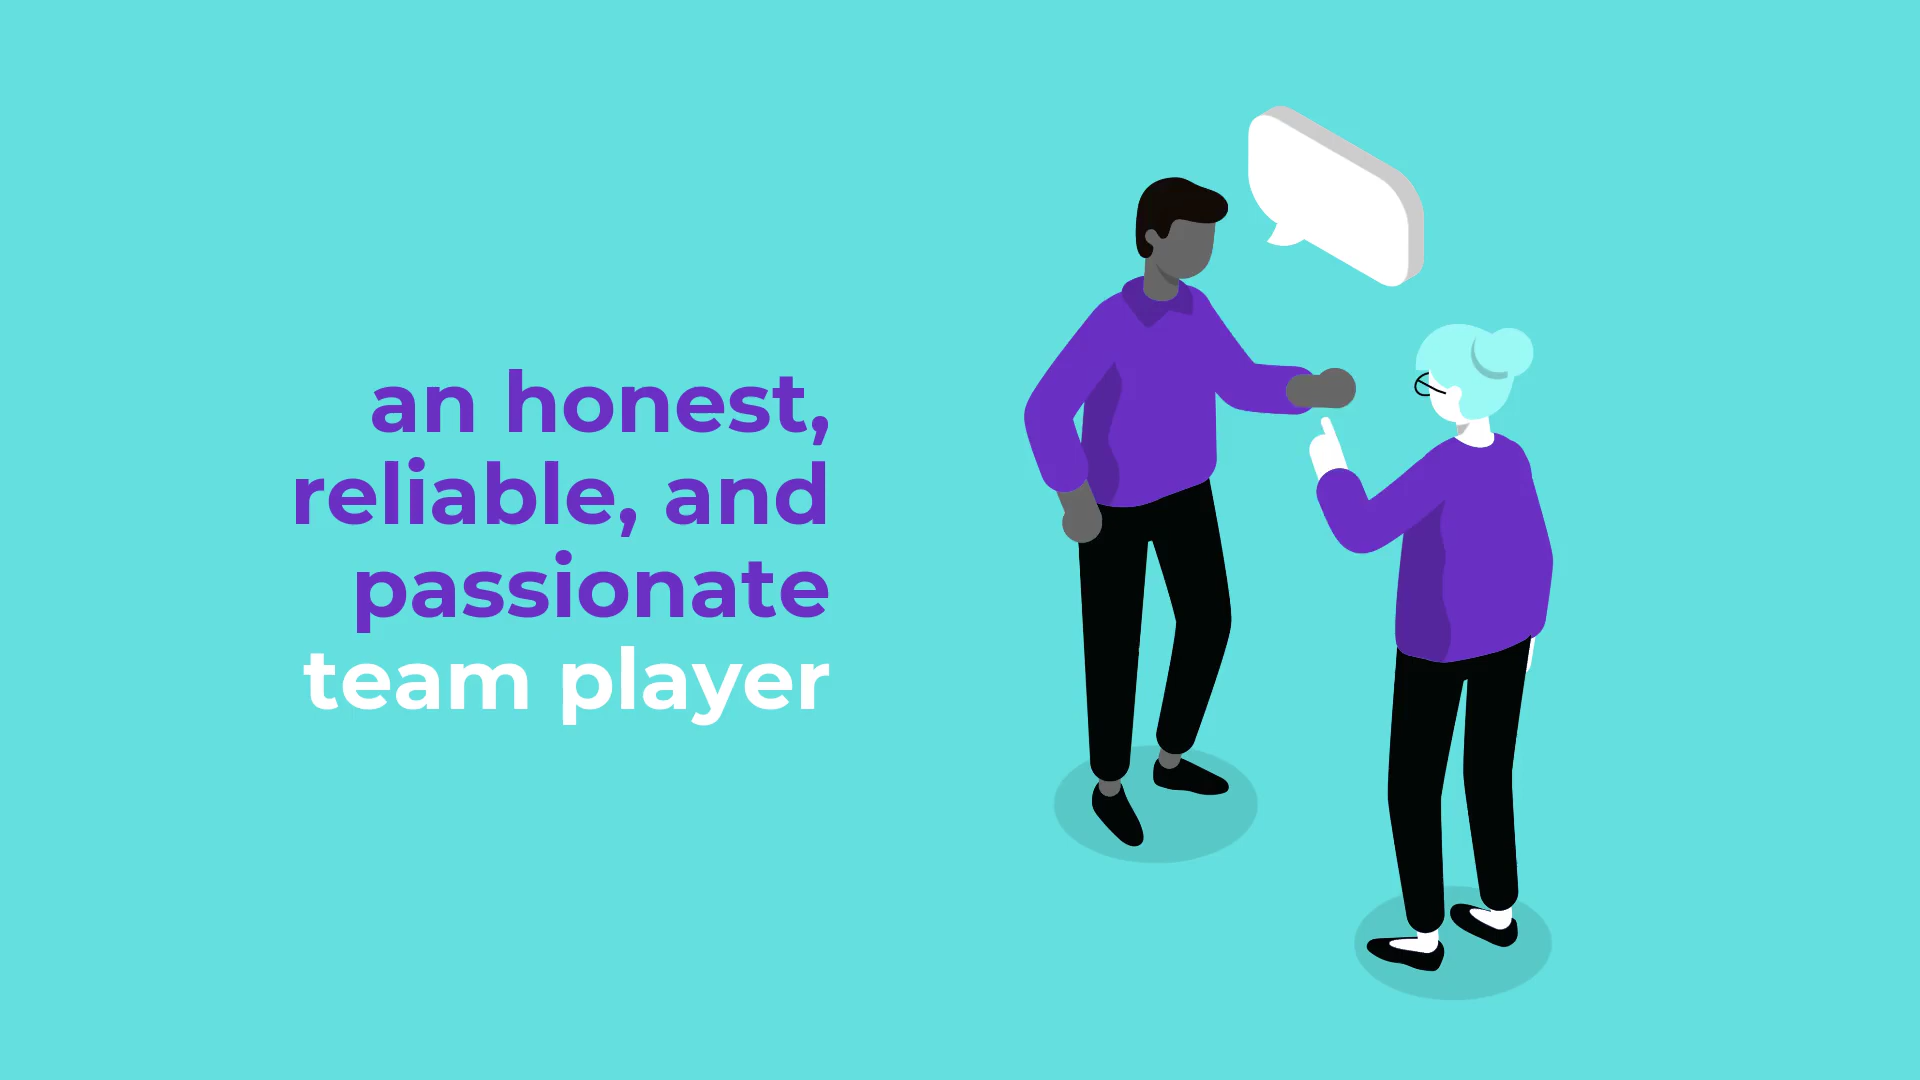 an honest,
reliable, and
passionate
team player